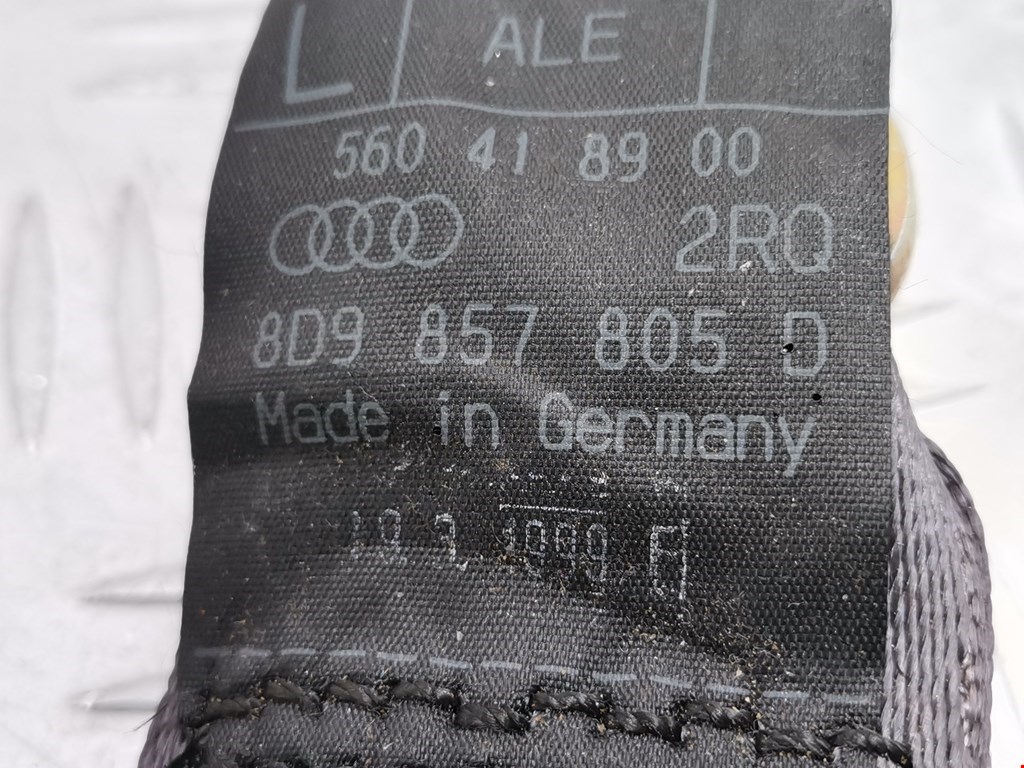 L ALE
560 41 89 00
2RQ
8D9 857 805 D
Made in Germany